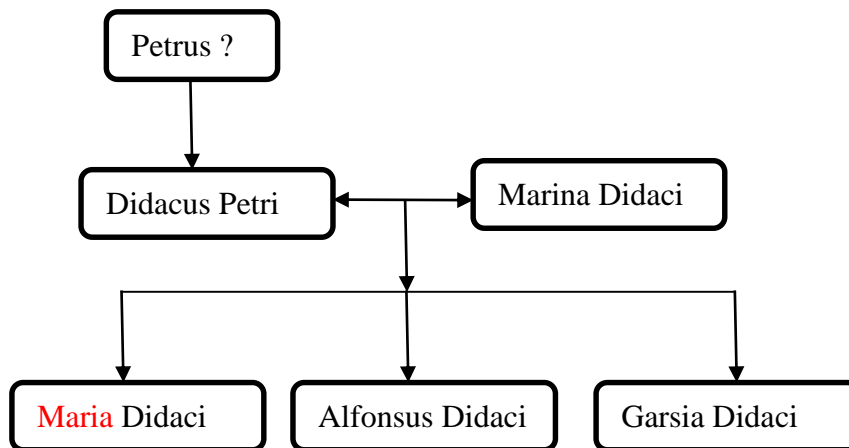 Petrus ?
Didacus Petri
Marina Didaci
Maria Didaci
Alfonsus Didaci
Garsia Didaci